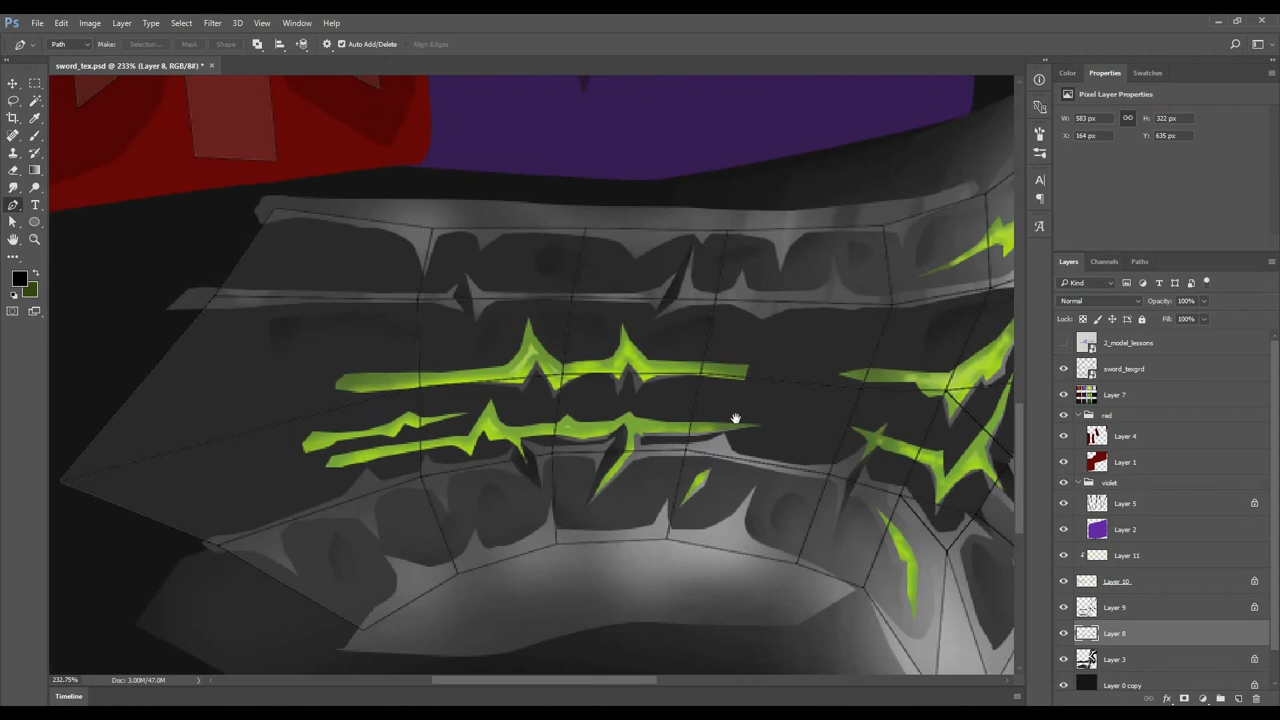 Ps File Edit Image Layer Type Select Filter 3D View Window Help
Path Make: Selection... Mask Shape Auto Add/Delete Align Edges
sword_tex.psd @ 233% (Layer 8, RGB/8#) * ×
Color Properties Swatches
Pixel Layer Properties
W: 583 px H: 322 px
X: 164 px Y: 635 px
Layers Channels Paths
Kind
Normal Opacity: 100%
Lock: Fill: 100%
2_model_lessons
sword_texgrd
Layer 7
red
Layer 4
Layer 1
violet
Layer 5
Layer 2
Layer 11
Layer 10
Layer 9
Layer 8
Layer 3
Layer 0 copy
232.75% Doc: 3.00M/47.0M
Timeline